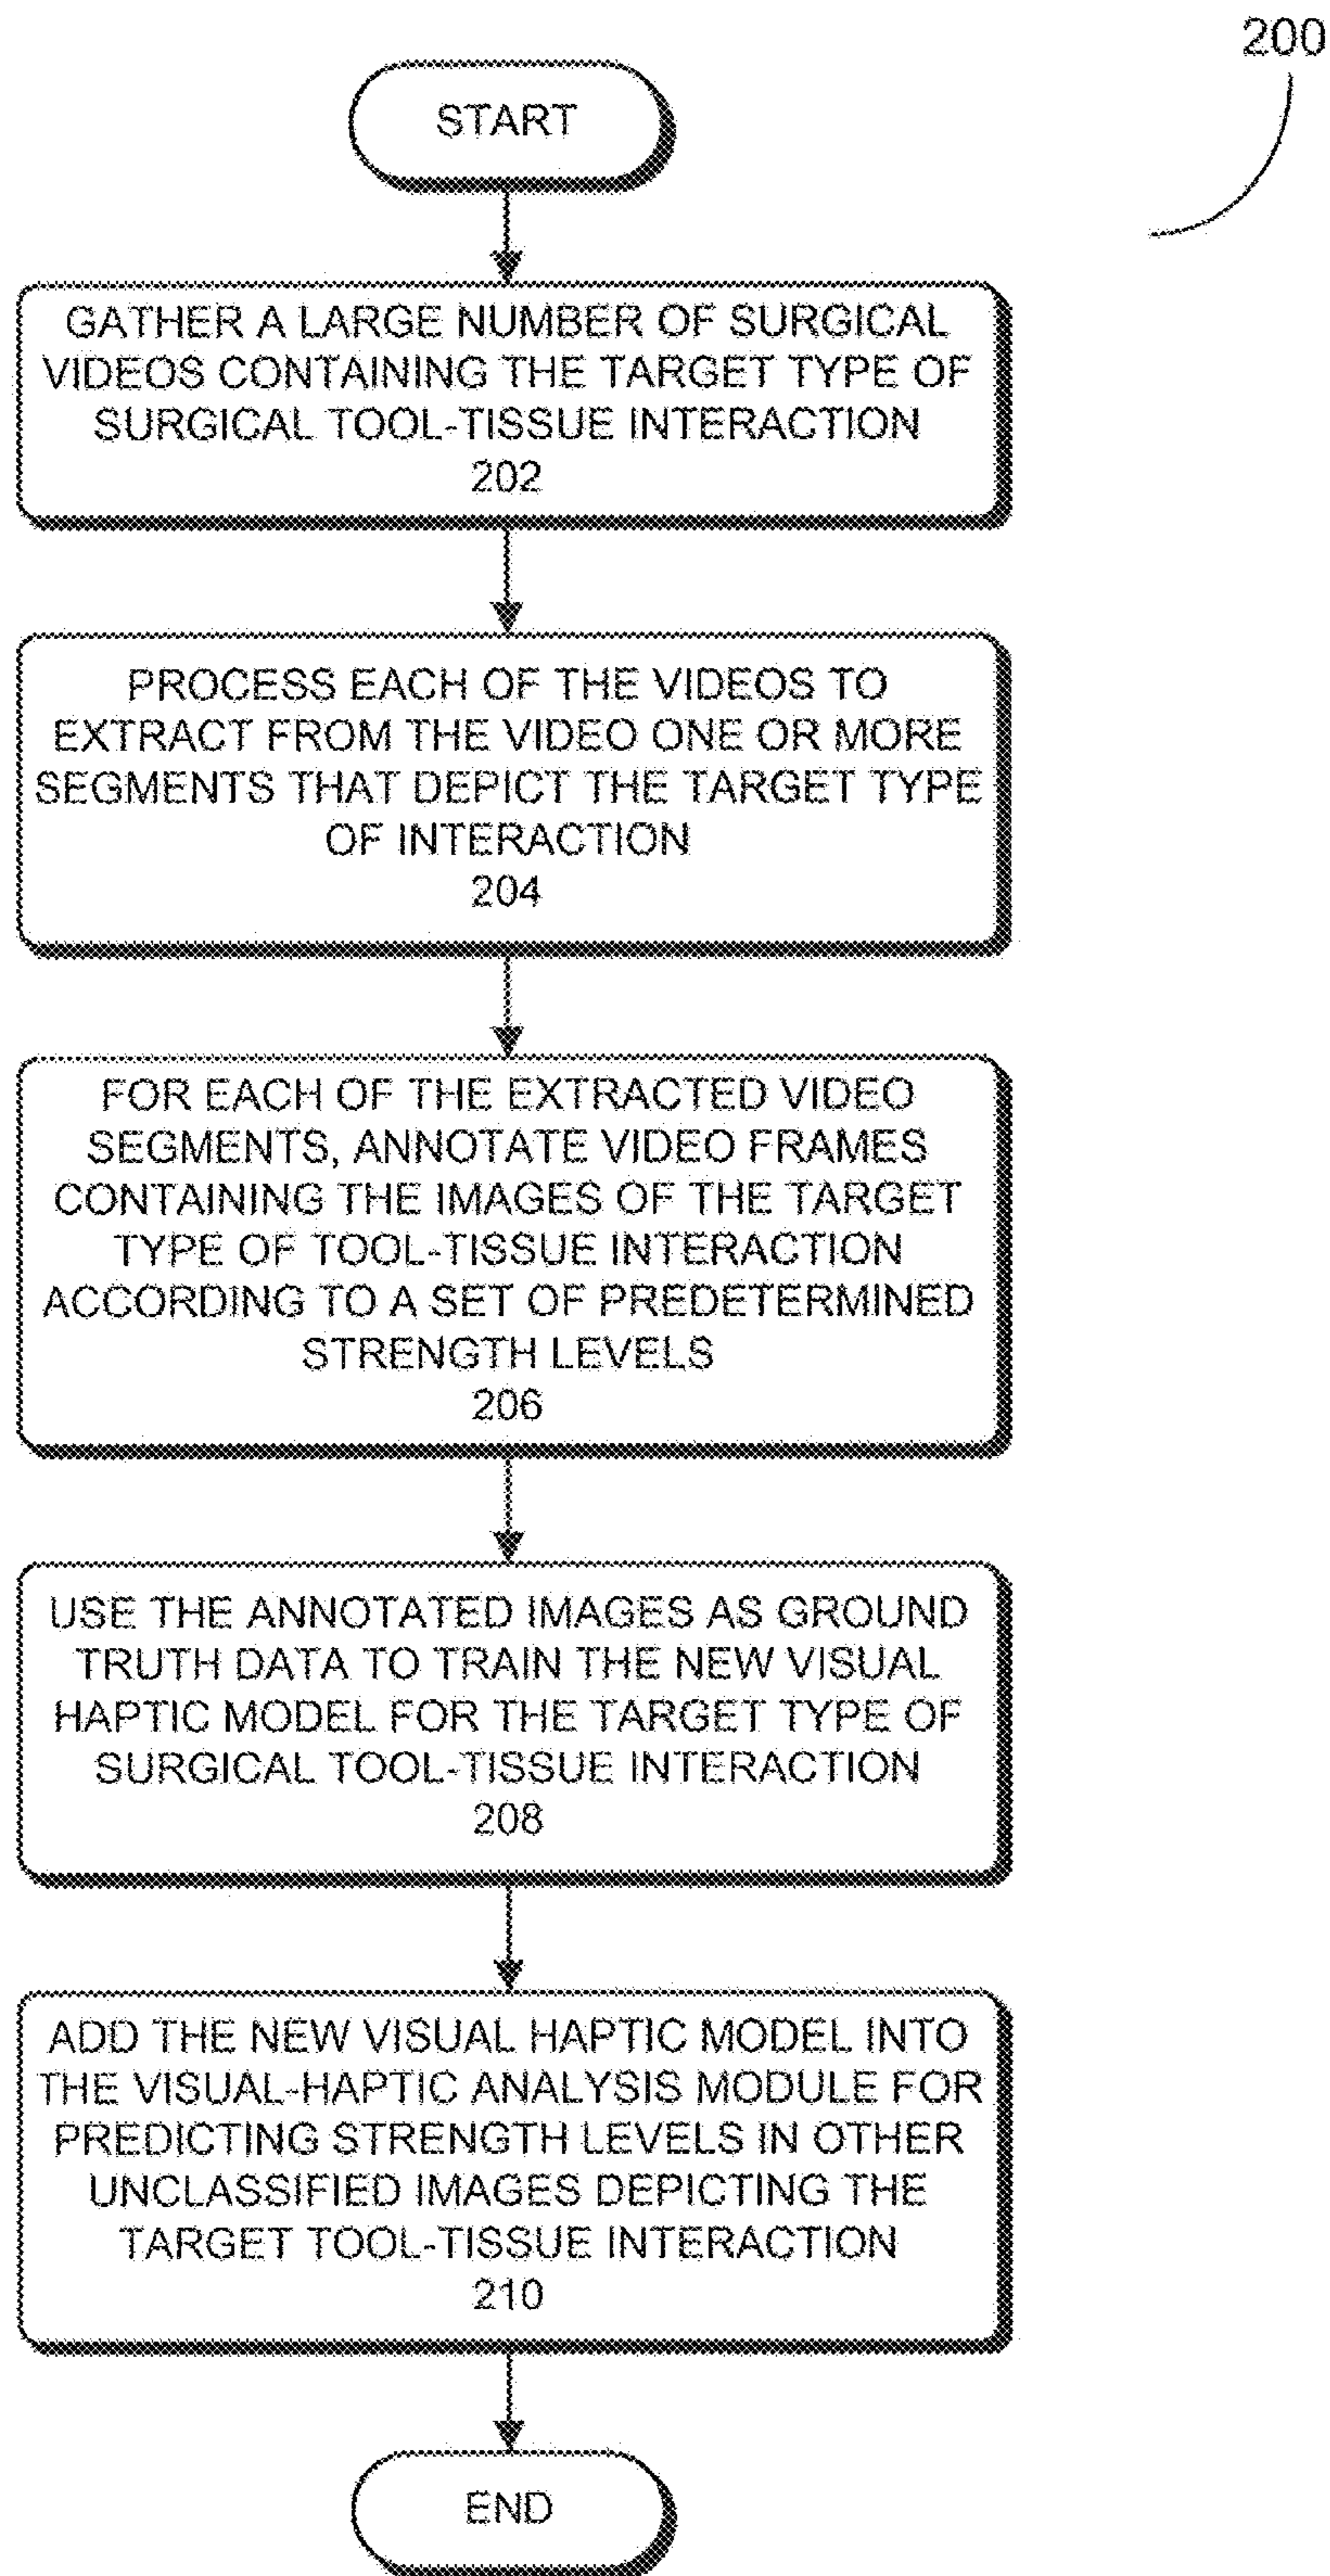 200
START
GATHER A LARGE NUMBER OF SURGICAL
VIDEOS CONTAINING THE TARGET TYPE OF
SURGICAL TOOL-TISSUE INTERACTION
202
PROCESS EACH OF THE VIDEOS TO
EXTRACT FROM THE VIDEO ONE OR MORE
SEGMENTS THAT DEPICT THE TARGET TYPE
OF INTERACTION
204
FOR EACH OF THE EXTRACTED VIDEO
SEGMENTS, ANNOTATE VIDEO FRAMES
CONTAINING THE IMAGES OF THE TARGET
TYPE OF TOOL-TISSUE INTERACTION
ACCORDING TO A SET OF PREDETERMINED
STRENGTH LEVELS
206
USE THE ANNOTATED IMAGES AS GROUND
TRUTH DATA TO TRAIN THE NEW VISUAL
HAPTIC MODEL FOR THE TARGET TYPE OF
SURGICAL TOOL-TISSUE INTERACTION
208
ADD THE NEW VISUAL HAPTIC MODEL INTO
THE VISUAL-HAPTIC ANALYSIS MODULE FOR
PREDICTING STRENGTH LEVELS IN OTHER
UNCLASSIFIED IMAGES DEPICTING THE
TARGET TOOL-TISSUE INTERACTION
210
END